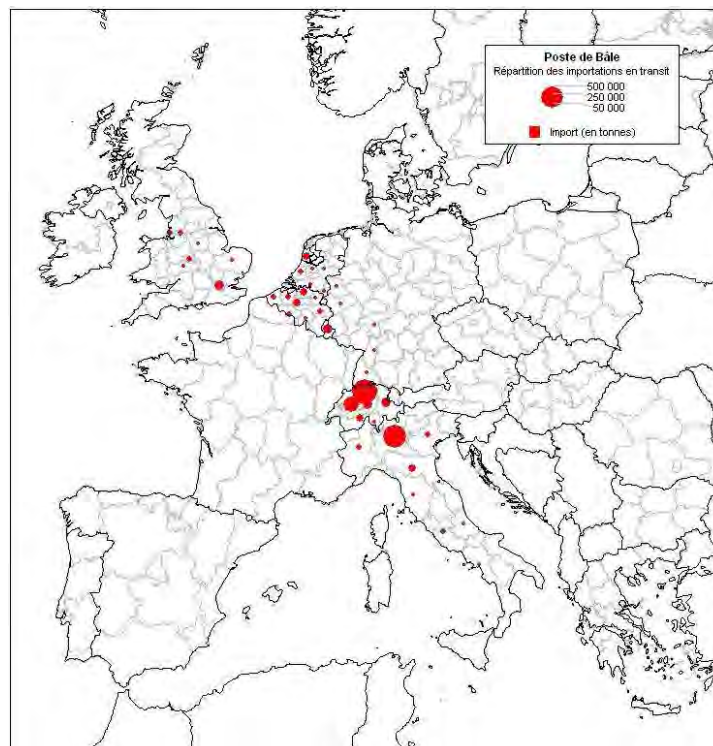 Poste de Bâle
Répartition des importations en transit
500 000
250 000
50 000
Import (en tonnes)